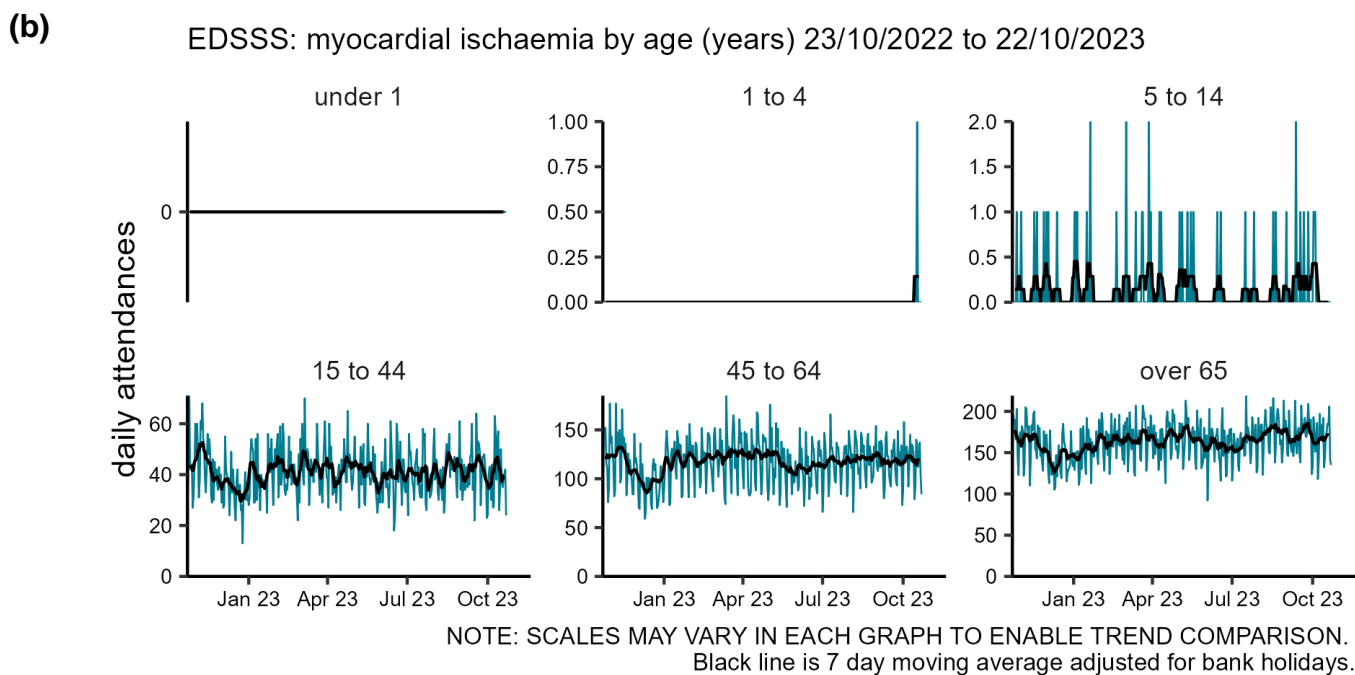 (b)
EDSSS: myocardial ischaemia by age (years) 23/10/2022 to 22/10/2023
daily attendances
under 1
0
1 to 4
1.00
0.75
0.50
0.25
0.00
5 to 14
2.0
1.5
1.0
0.5
0.0
15 to 44
60
40
20
0
Jan 23 Apr 23 Jul 23 Oct 23
45 to 64
150
100
50
0
Jan 23 Apr 23 Jul 23 Oct 23
over 65
200
150
100
50
0
Jan 23 Apr 23 Jul 23 Oct 23
NOTE: SCALES MAY VARY IN EACH GRAPH TO ENABLE TREND COMPARISON.
Black line is 7 day moving average adjusted for bank holidays.